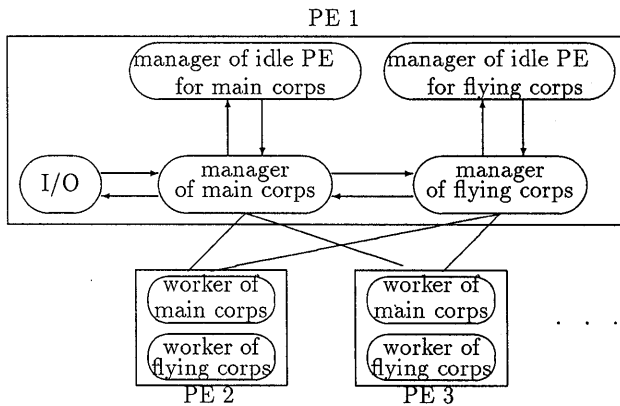 PE 1
manager of idle PE
for main corps
manager of idle PE
for flying corps
I/O
manager
of main corps
manager
of flying corps
worker of
main corps
worker of
flying corps
PE 2
worker of
main corps
worker of
flying corps
PE 3
. . .